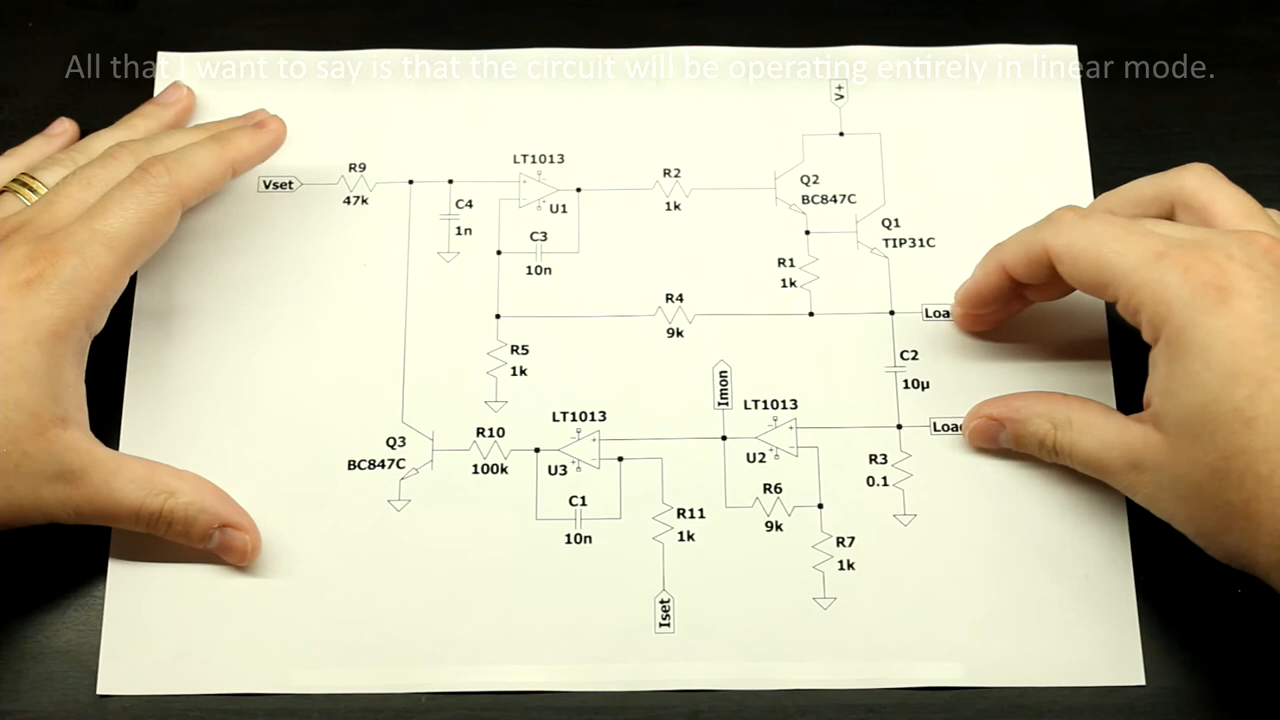 All that I want to say is that the circuit will be operating entirely in linear mode.
V+
LT1013
R9
R2
Vset
Q2
47k
C4
U1
1k
BC847C
1n
C3
Q1
TIP31C
10n
R1
1k
R4
9k
R5
1k
C2
10µ
Imon
LT1013
LT1013
R10
Q3
BC847C
100k
U3
U2
R3
0.1
C1
10n
R6
9k
R11
1k
R7
1k
Iset